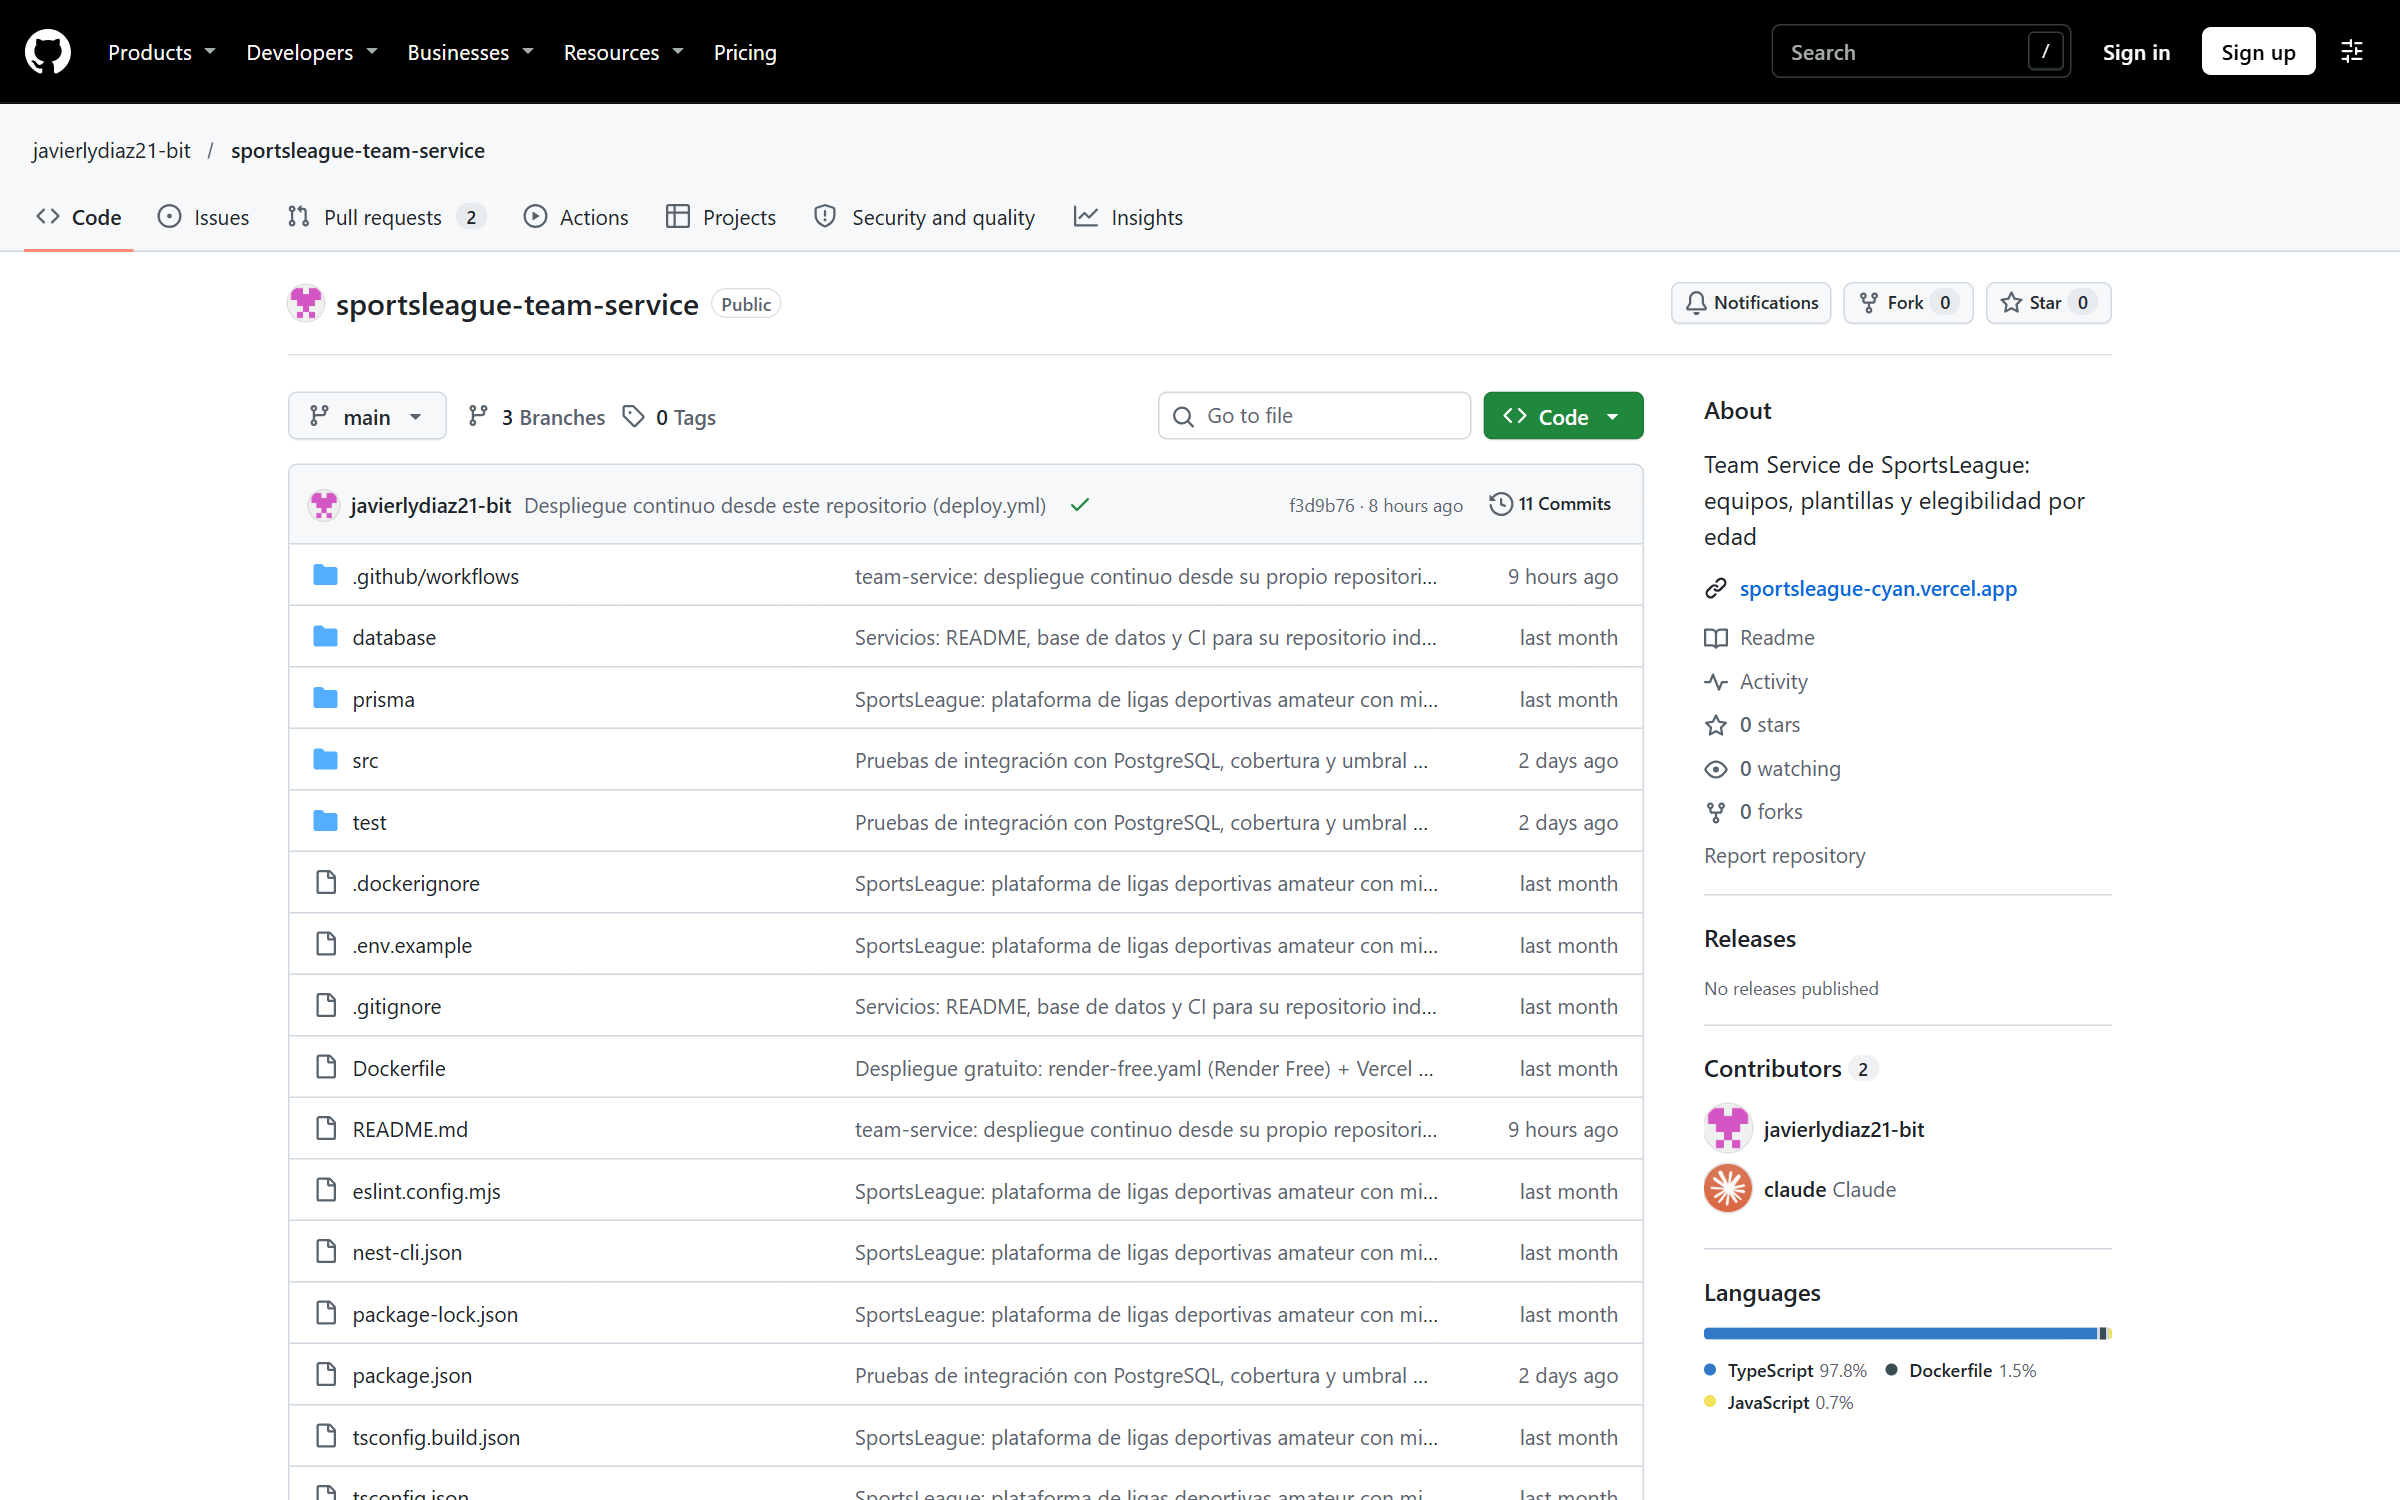 Products Developers Businesses Resources Pricing Search / Sign in Sign up
javierlydiaz21-bit / sportsleague-team-service
Code Issues Pull requests 2 Actions Projects Security and quality Insights
sportsleague-team-service Public Notifications Fork 0 Star 0
main 3 Branches 0 Tags Go to file Code
javierlydiaz21-bit Despliegue continuo desde este repositorio (deploy.yml) f3d9b76 · 8 hours ago 11 Commits
.github/workflows team-service: despliegue continuo desde su propio repositori... 9 hours ago
database Servicios: README, base de datos y CI para su repositorio ind... last month
prisma SportsLeague: plataforma de ligas deportivas amateur con mi... last month
src Pruebas de integración con PostgreSQL, cobertura y umbral ... 2 days ago
test Pruebas de integración con PostgreSQL, cobertura y umbral ... 2 days ago
.dockerignore SportsLeague: plataforma de ligas deportivas amateur con mi... last month
.env.example SportsLeague: plataforma de ligas deportivas amateur con mi... last month
.gitignore Servicios: README, base de datos y CI para su repositorio ind... last month
Dockerfile Despliegue gratuito: render-free.yaml (Render Free) + Vercel ... last month
README.md team-service: despliegue continuo desde su propio repositori... 9 hours ago
eslint.config.mjs SportsLeague: plataforma de ligas deportivas amateur con mi... last month
nest-cli.json SportsLeague: plataforma de ligas deportivas amateur con mi... last month
package-lock.json SportsLeague: plataforma de ligas deportivas amateur con mi... last month
package.json Pruebas de integración con PostgreSQL, cobertura y umbral ... 2 days ago
tsconfig.build.json SportsLeague: plataforma de ligas deportivas amateur con mi... last month
tsconfig.json SportsLeague: plataforma de ligas deportivas amateur con mi... last month
About
Team Service de SportsLeague:
equipos, plantillas y elegibilidad por
edad
sportsleague-cyan.vercel.app
Readme
Activity
0 stars
0 watching
0 forks
Report repository
Releases
No releases published
Contributors 2
javierlydiaz21-bit
claude Claude
Languages
TypeScript 97.8% Dockerfile 1.5%
JavaScript 0.7%